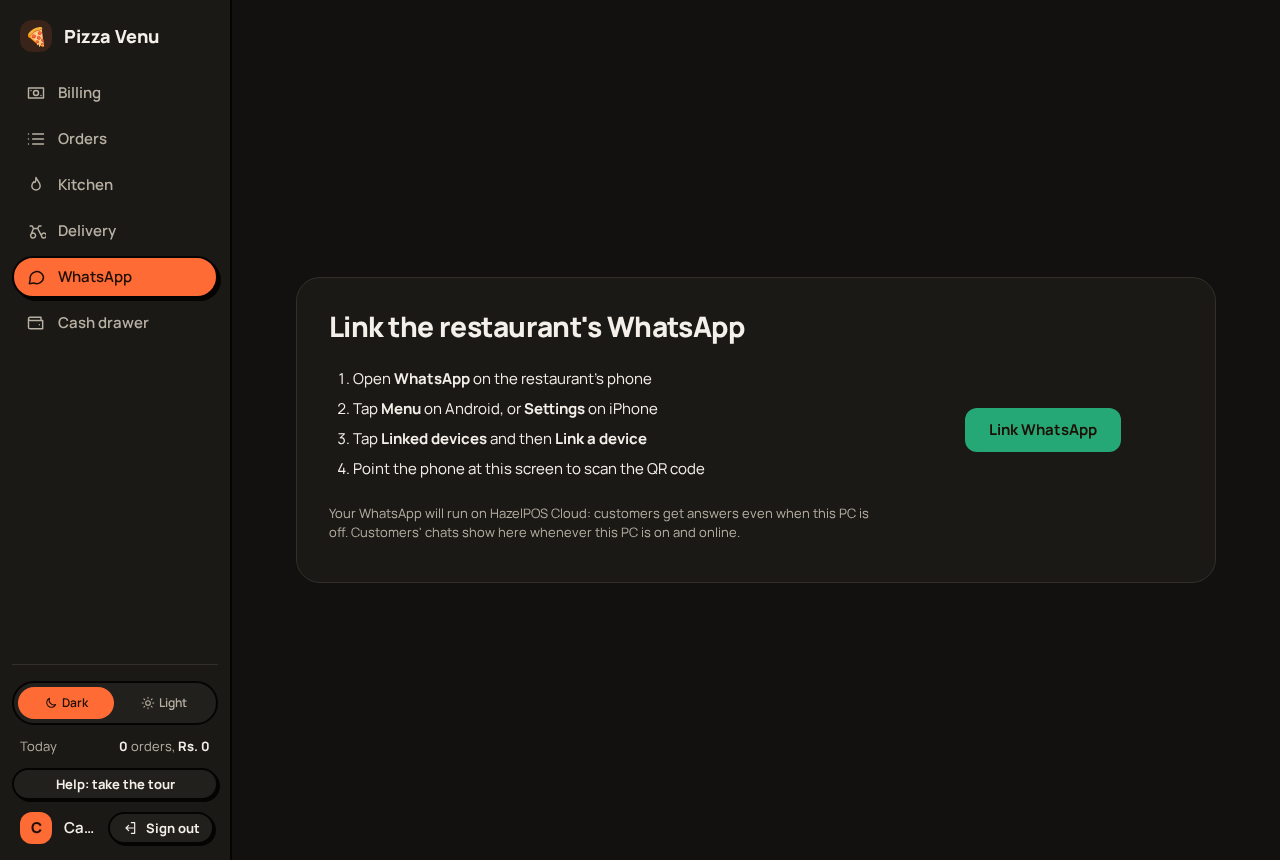 Pizza Venu
Billing
Orders
Kitchen
Delivery
WhatsApp
Cash drawer
Link the restaurant's WhatsApp
1. Open WhatsApp on the restaurant's phone
2. Tap Menu on Android, or Settings on iPhone
3. Tap Linked devices and then Link a device
4. Point the phone at this screen to scan the QR code
Your WhatsApp will run on HazelPOS Cloud: customers get answers even when this PC is
off. Customers' chats show here whenever this PC is on and online.
Link WhatsApp
Dark Light
Today 0 orders, Rs. 0
Help: take the tour
C Ca... Sign out